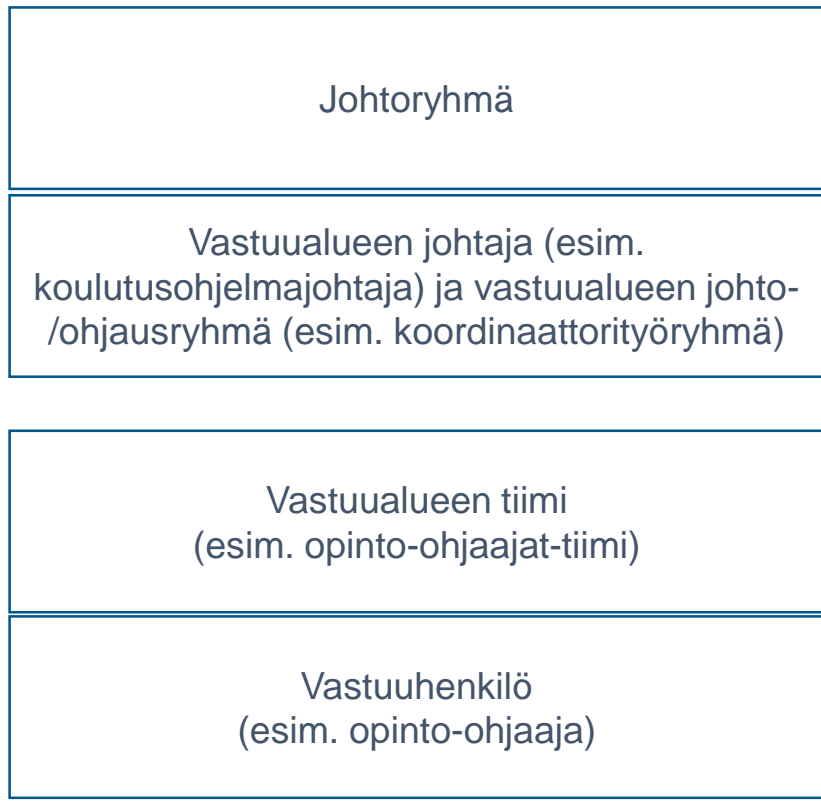 Johtoryhmä
Vastuualueen johtaja (esim.
koulutusohjelmajohtaja) ja vastuualueen johto-
/ohjausryhmä (esim. koordinaattorityöryhmä)
Vastuualueen tiimi
(esim. opinto-ohjaajat-tiimi)
Vastuuhenkilö
(esim. opinto-ohjaaja)